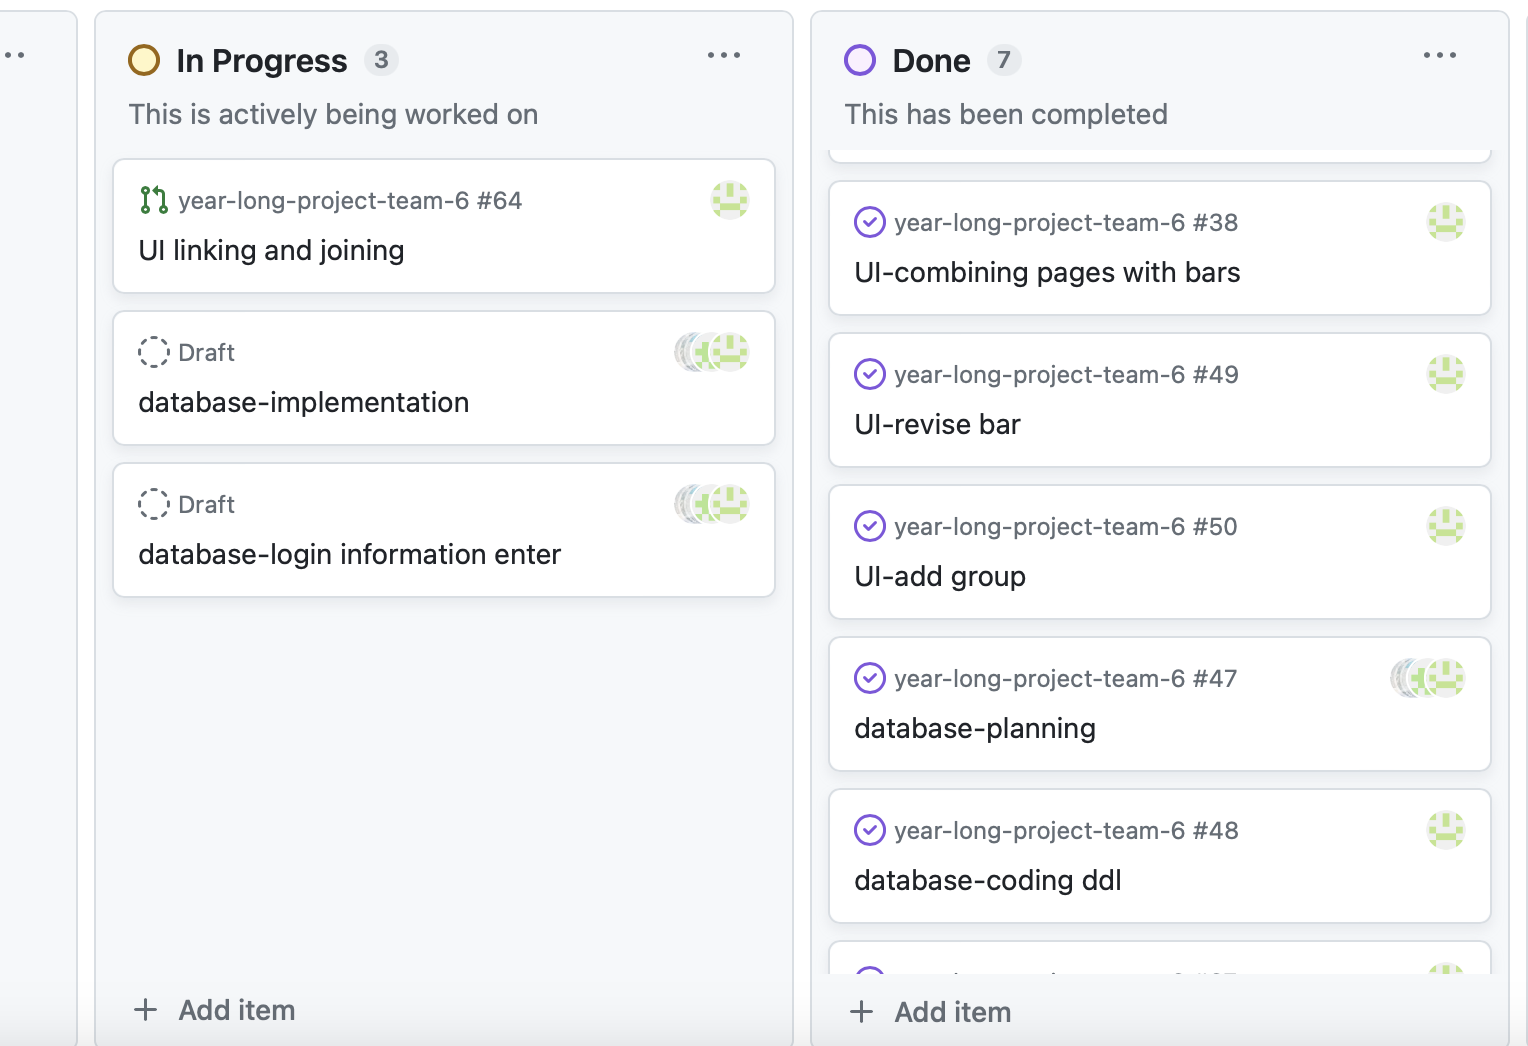 In Progress 3
This is actively being worked on
year-long-project-team-6 #64
UI linking and joining
Draft
database-implementation
Draft
database-login information enter
+ Add item
Done 7
This has been completed
year-long-project-team-6 #38
UI-combining pages with bars
year-long-project-team-6 #49
UI-revise bar
year-long-project-team-6 #50
UI-add group
year-long-project-team-6 #47
database-planning
year-long-project-team-6 #48
database-coding ddl
+ Add item